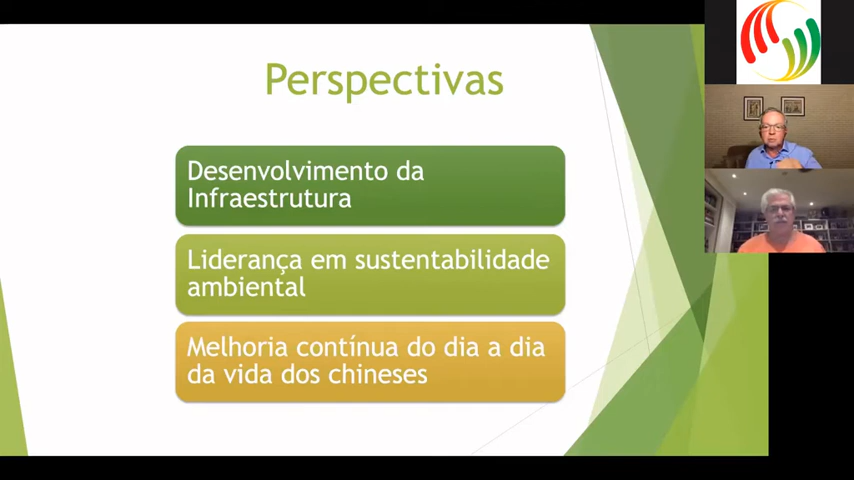 Perspectivas
Desenvolvimento da
Infraestrutura
Liderança em sustentabilidade
ambiental
Melhoria contínua do dia a dia
da vida dos chineses